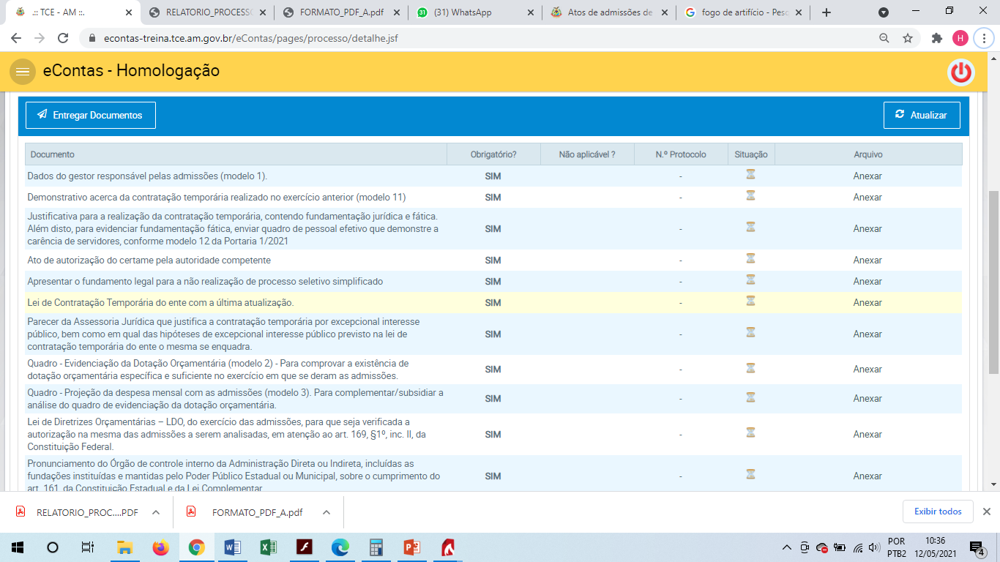 .:: TCE - AM ::.
RELATORIO_PROCESSO
FORMATO_PDF_A.pdf
(31) WhatsApp
Atos de admissões de
fogo de artifício - Pesq
econtas-treina.tce.am.gov.br/eContas/pages/processo/detalhe.jsf
H
eContas - Homologação
Entregar Documentos
Atualizar
Documento Obrigatório? Não aplicável ? N.º Protocolo Situação Arquivo
Dados do gestor responsável pelas admissões (modelo 1). SIM - Anexar
Demonstrativo acerca da contratação temporária realizado no exercício anterior (modelo 11) SIM - Anexar
Justificativa para a realização da contratação temporária, contendo fundamentação jurídica e fática.
Além disto, para evidenciar fundamentação fática, enviar quadro de pessoal efetivo que demonstre a SIM - Anexar
carência de servidores, conforme modelo 12 da Portaria 1/2021
Ato de autorização do certame pela autoridade competente SIM - Anexar
Apresentar o fundamento legal para a não realização de processo seletivo simplificado SIM - Anexar
Lei de Contratação Temporária do ente com a última atualização. SIM - Anexar
Parecer da Assessoria Jurídica que justifica a contratação temporária por excepcional interesse
público, bem como em qual das hipóteses de excepcional interesse público previsto na lei de SIM - Anexar
contratação temporária do ente o mesma se enquadra.
Quadro - Evidenciação da Dotação Orçamentária (modelo 2) - Para comprovar a existência de
dotação orçamentária específica e suficiente no exercício em que se deram as admissões. SIM - Anexar
Quadro - Projeção da despesa mensal com as admissões (modelo 3). Para complementar/subsidiar a
análise do quadro de evidenciação da dotação orçamentária. SIM - Anexar
Lei de Diretrizes Orçamentárias – LDO, do exercício das admissões, para que seja verificada a
autorização na mesma das admissões a serem analisadas, em atenção ao art. 169, §1º, inc. II, da SIM - Anexar
Constituição Federal.
Pronunciamento do Órgão de controle interno da Administração Direta ou Indireta, incluídas as
fundações instituídas e mantidas pelo Poder Público Estadual ou Municipal, sobre o cumprimento do SIM - Anexar
art. 161, da Constituição Estadual e da Lei Complementar
RELATORIO_PROC....PDF
FORMATO_PDF_A.pdf
Exibir todos
POR 10:36
PTB2 12/05/2021
4